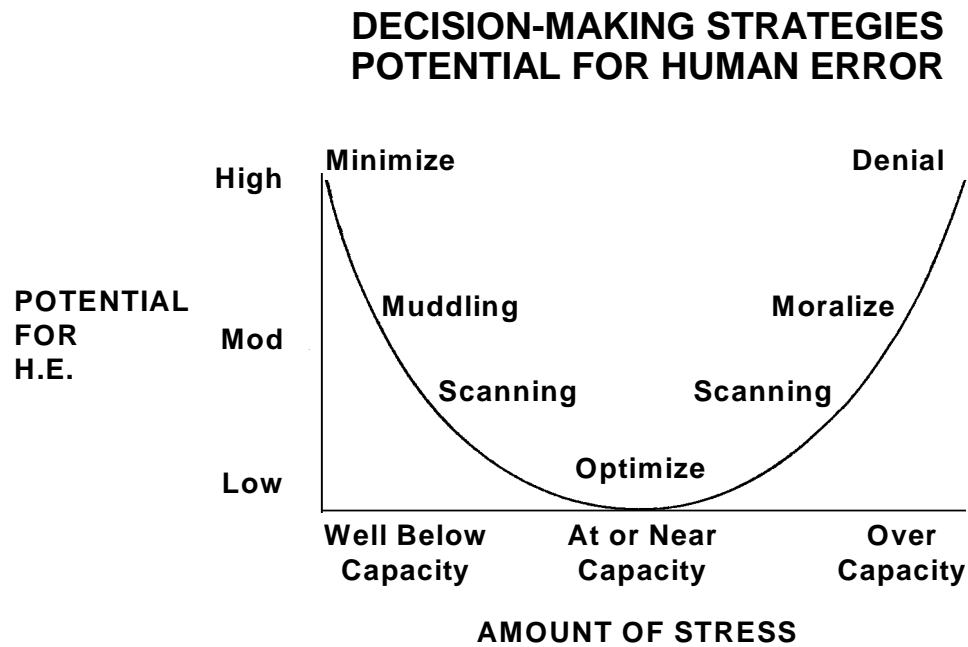 DECISION-MAKING STRATEGIES
POTENTIAL FOR HUMAN ERROR
Minimize
Denial
High
POTENTIAL
FOR
H.E.
Muddling
Moralize
Mod
Scanning
Scanning
Optimize
Low
Well Below
Capacity
At or Near
Capacity
Over
Capacity
AMOUNT OF STRESS